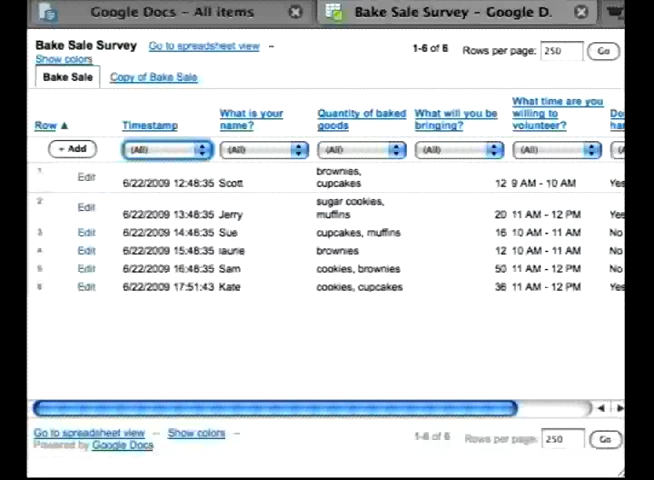 Google Docs - All items
Bake Sale Survey - Google D.
Bake Sale Survey Go to spreadsheet view -
Show colors
1-6 of 6 Rows per page: 250 Go
Bake Sale Copy of Bake Sale
Row ▲ Timestamp What is your name? Quantity of baked goods What will you be bringing? What time are you willing to volunteer? Do
+ Add (All) (All) (All) (All) (All)
1 Edit 6/22/2009 12:48:35 Scott brownies, cupcakes 12 9 AM - 10 AM Yes
2 Edit 6/22/2009 13:48:35 Jerry sugar cookies, muffins 20 11 AM - 12 PM Yes
3 Edit 6/22/2009 14:48:35 Sue cupcakes, muffins 16 10 AM - 11 AM No
4 Edit 6/22/2009 15:48:35 laurie brownies 12 10 AM - 11 AM No
5 Edit 6/22/2009 16:48:35 Sam cookies, brownies 50 11 AM - 12 PM No
6 Edit 6/22/2009 17:51:43 Kate cookies, cupcakes 36 11 AM - 12 PM Yes
Go to spreadsheet view - Show colors -
Powered by Google Docs
1-6 of 6 Rows per page: 250 Go